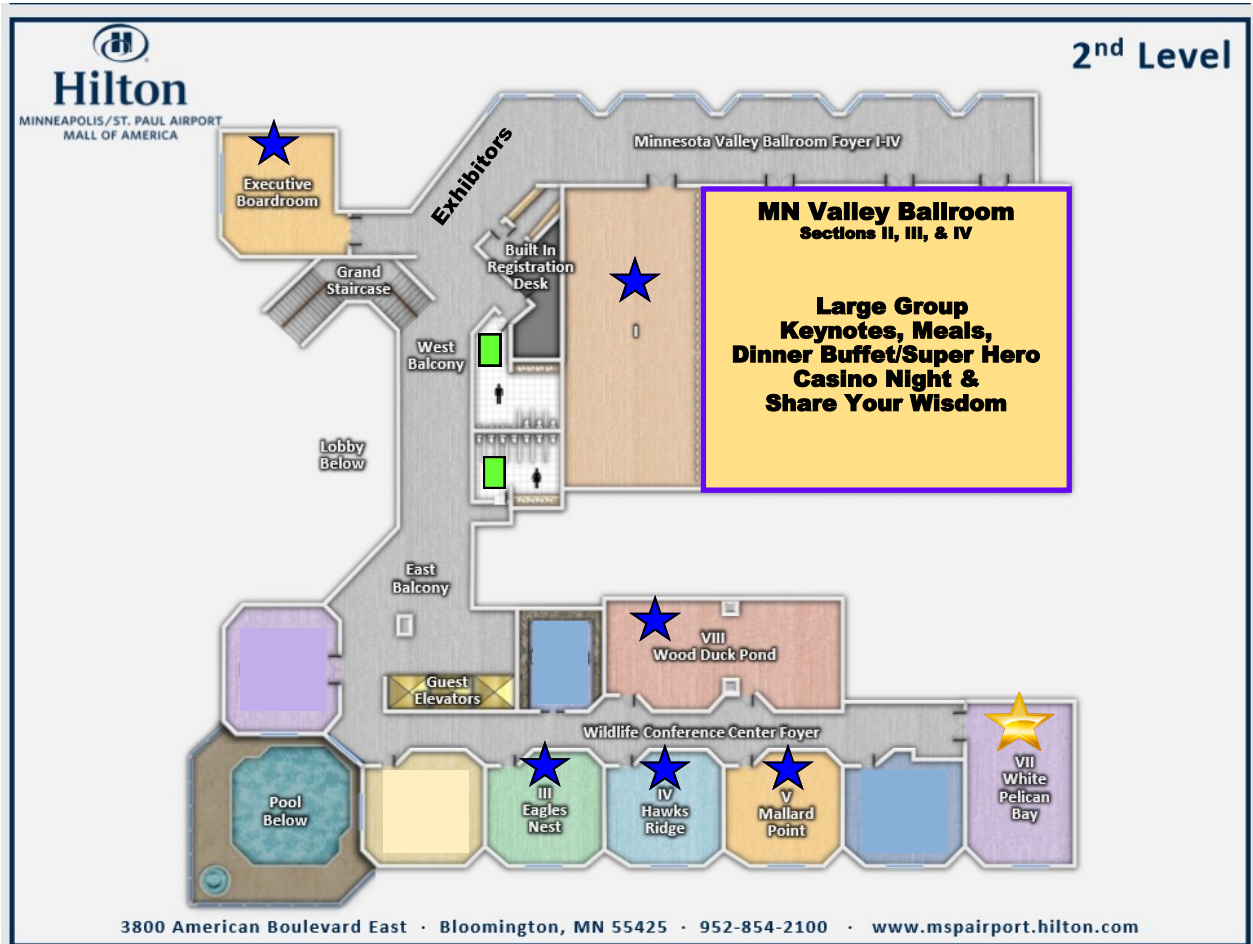 2nd Level
Hilton
MINNEAPOLIS/ST. PAUL AIRPORT
MALL OF AMERICA
Minnesota Valley Ballroom Foyer I-IV
Exhibitors
Executive
Boardroom
MN Valley Ballroom
Sections II, III, & IV
Built In
Registration
Desk
Grand
Staircase
I
Large Group
Keynotes, Meals,
Dinner Buffet/Super Hero
Casino Night &
Share Your Wisdom
West
Balcony
Lobby
Below
East
Balcony
VIII
Wood Duck Pond
Guest
Elevators
Wildlife Conference Center Foyer
VII
White
Pelican
Bay
III
Eagles
Nest
IV
Hawks
Ridge
V
Mallard
Point
Pool
Below
3800 American Boulevard East · Bloomington, MN 55425 · 952-854-2100 · www.mspairport.hilton.com